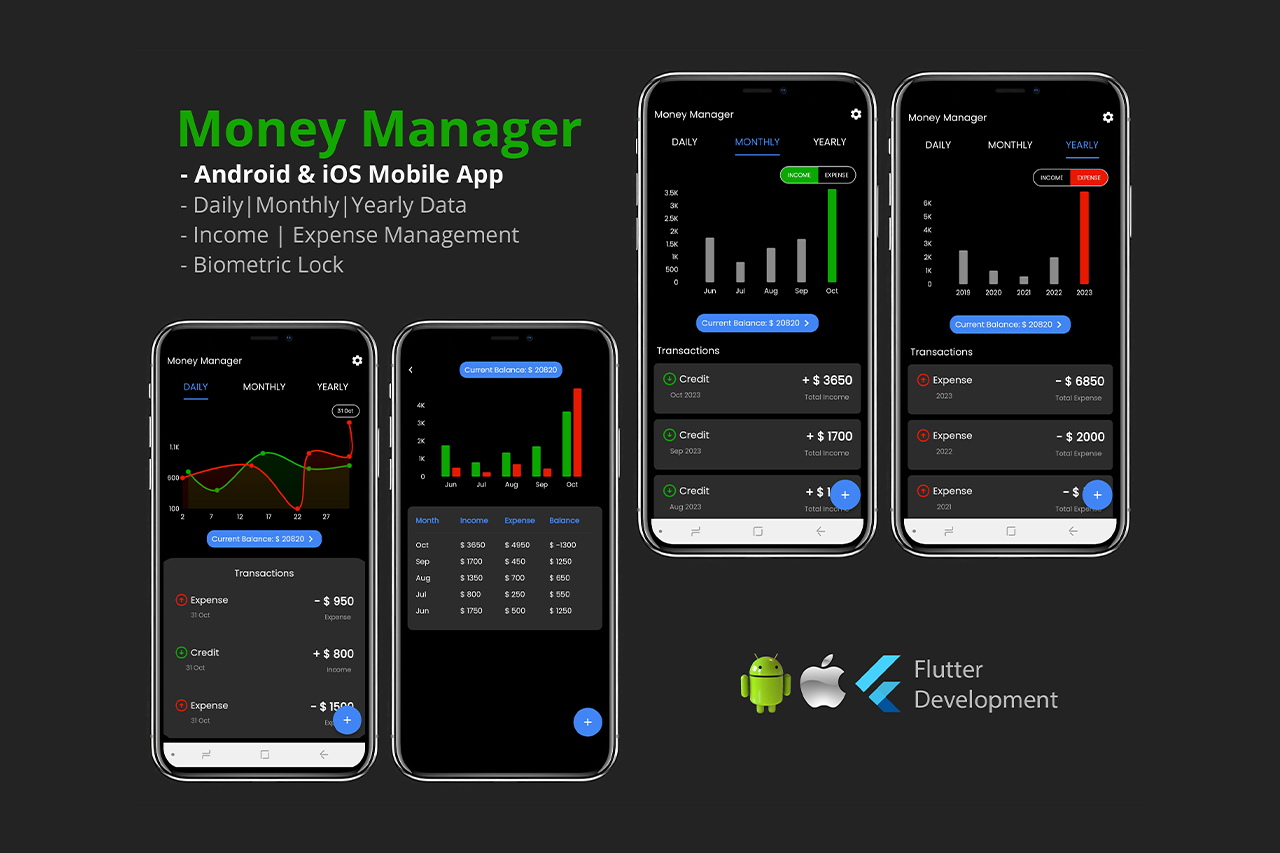 Money Manager
- Android & iOS Mobile App
- Daily|Monthly|Yearly Data
- Income | Expense Management
- Biometric Lock
Money Manager
DAILY MONTHLY YEARLY
31 Oct
1.1K
600
100
2 7 12 17 22 27
Current Balance: $ 20820
Transactions
Expense - $ 950
31 Oct Expense
Credit + $ 800
31 Oct Income
Expense - $ 1500
31 Oct
+
Current Balance: $ 20820
4K
3K
2K
1K
0
Jun Jul Aug Sep Oct
Month Income Expense Balance
Oct $ 3650 $ 4950 $ -1300
Sep $ 1700 $ 450 $ 1250
Aug $ 1350 $ 700 $ 650
Jul $ 800 $ 250 $ 550
Jun $ 1750 $ 500 $ 1250
+
Money Manager
DAILY MONTHLY YEARLY
INCOME EXPENSE
3.5K
3K
2.5K
2K
1.5K
1K
500
0
Jun Jul Aug Sep Oct
Current Balance: $ 20820
Transactions
Credit + $ 3650
Oct 2023 Total Income
Credit + $ 1700
Sep 2023 Total Income
Credit + $ 1
Aug 2023 Total
+
Money Manager
DAILY MONTHLY YEARLY
INCOME EXPENSE
6K
5K
4K
3K
2K
1K
0
2019 2020 2021 2022 2023
Current Balance: $ 20820
Transactions
Expense - $ 6850
2023 Total Expense
Expense - $ 2000
2022 Total Expense
Expense - $
2021 Total
+
Flutter
Development